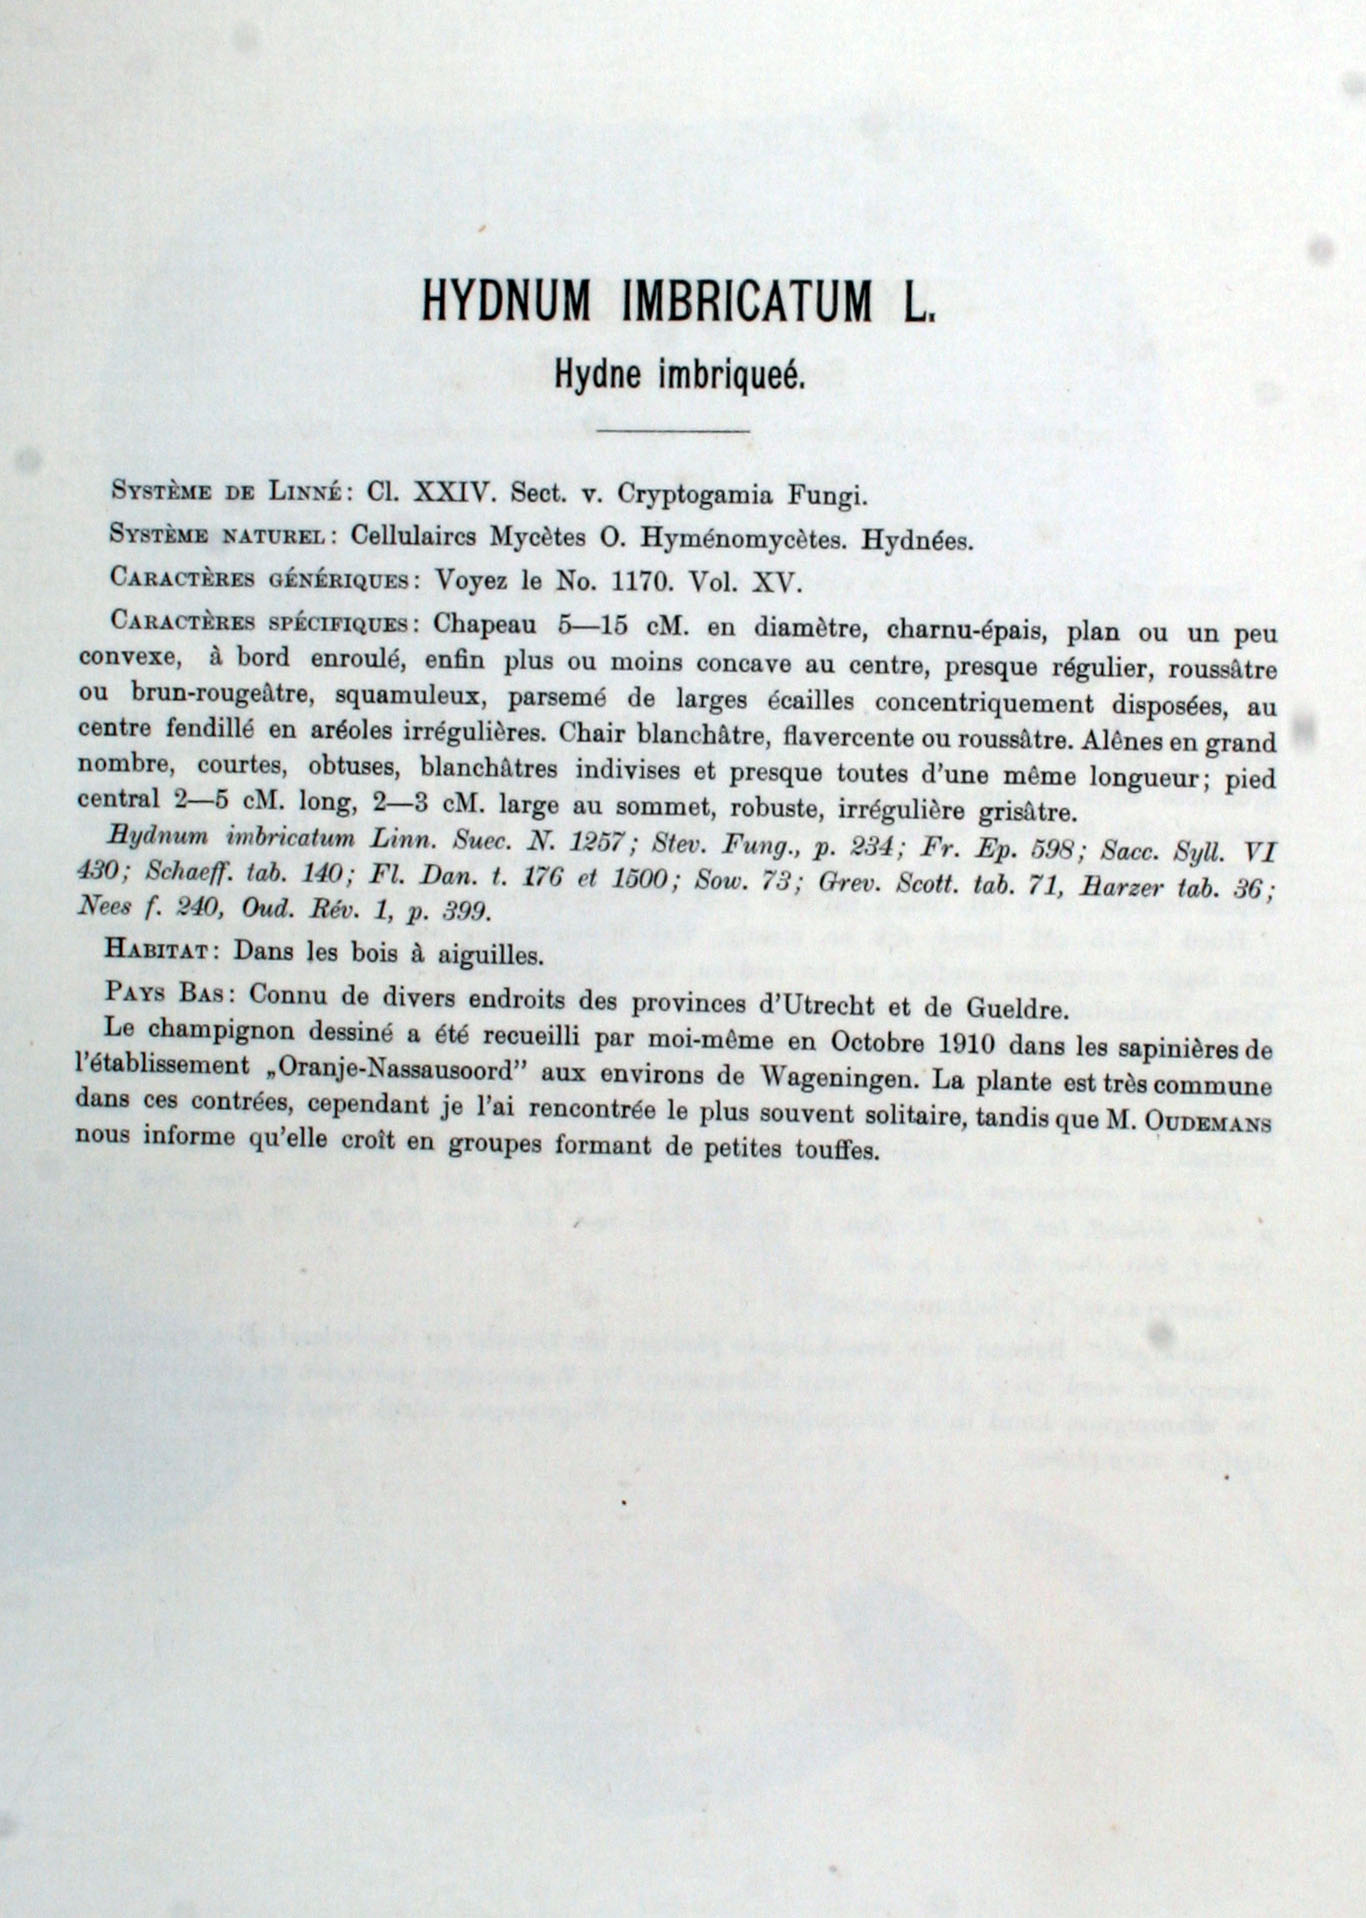 HYDNUM IMBRICATUM L.
Hydne imbriqueé.
Système de Linné: Cl. XXIV. Sect. v. Cryptogamia Fungi.
Système naturel: Cellulaircs Mycètes O. Hyménomycètes. Hydnées.
Caractères génériques: Voyez le No. 1170. Vol. XV.
Caractères spécifiques: Chapeau 5—15 cM. en diamètre, charnu-épais, plan ou un peu
convexe, à bord enroulé, enfin plus ou moins concave au centre, presque régulier, roussâtre
ou brun-rougeâtre, squamuleux, parsemé de larges écailles concentriquement disposées, au
centre fendillé en aréoles irrégulières. Chair blanchâtre, flavercente ou roussâtre. Alênes en grand
nombre, courtes, obtuses, blanchâtres indivises et presque toutes d'une même longueur; pied
central 2—5 cM. long, 2—3 cM. large au sommet, robuste, irrégulière grisâtre.
Hydnum imbricatum Linn. Suec. N. 1257; Stev. Fung., p. 234; Fr. Ep. 598; Sacc. Syll. VI
430; Schaeff. tab. 140; Fl. Dan. t. 176 et 1500; Sow. 73; Grev. Scott. tab. 71, Harzer tab. 36;
Nees f. 240, Oud. Rév. 1, p. 399.
Habitat: Dans les bois à aiguilles.
Pays Bas: Connu de divers endroits des provinces d'Utrecht et de Gueldre.
Le champignon dessiné a été recueilli par moi-même en Octobre 1910 dans les sapinières de
l'établissement „Oranje-Nassausoord” aux environs de Wageningen. La plante est très commune
dans ces contrées, cependant je l'ai rencontrée le plus souvent solitaire, tandis que M. Oudemans
nous informe qu'elle croît en groupes formant de petites touffes.